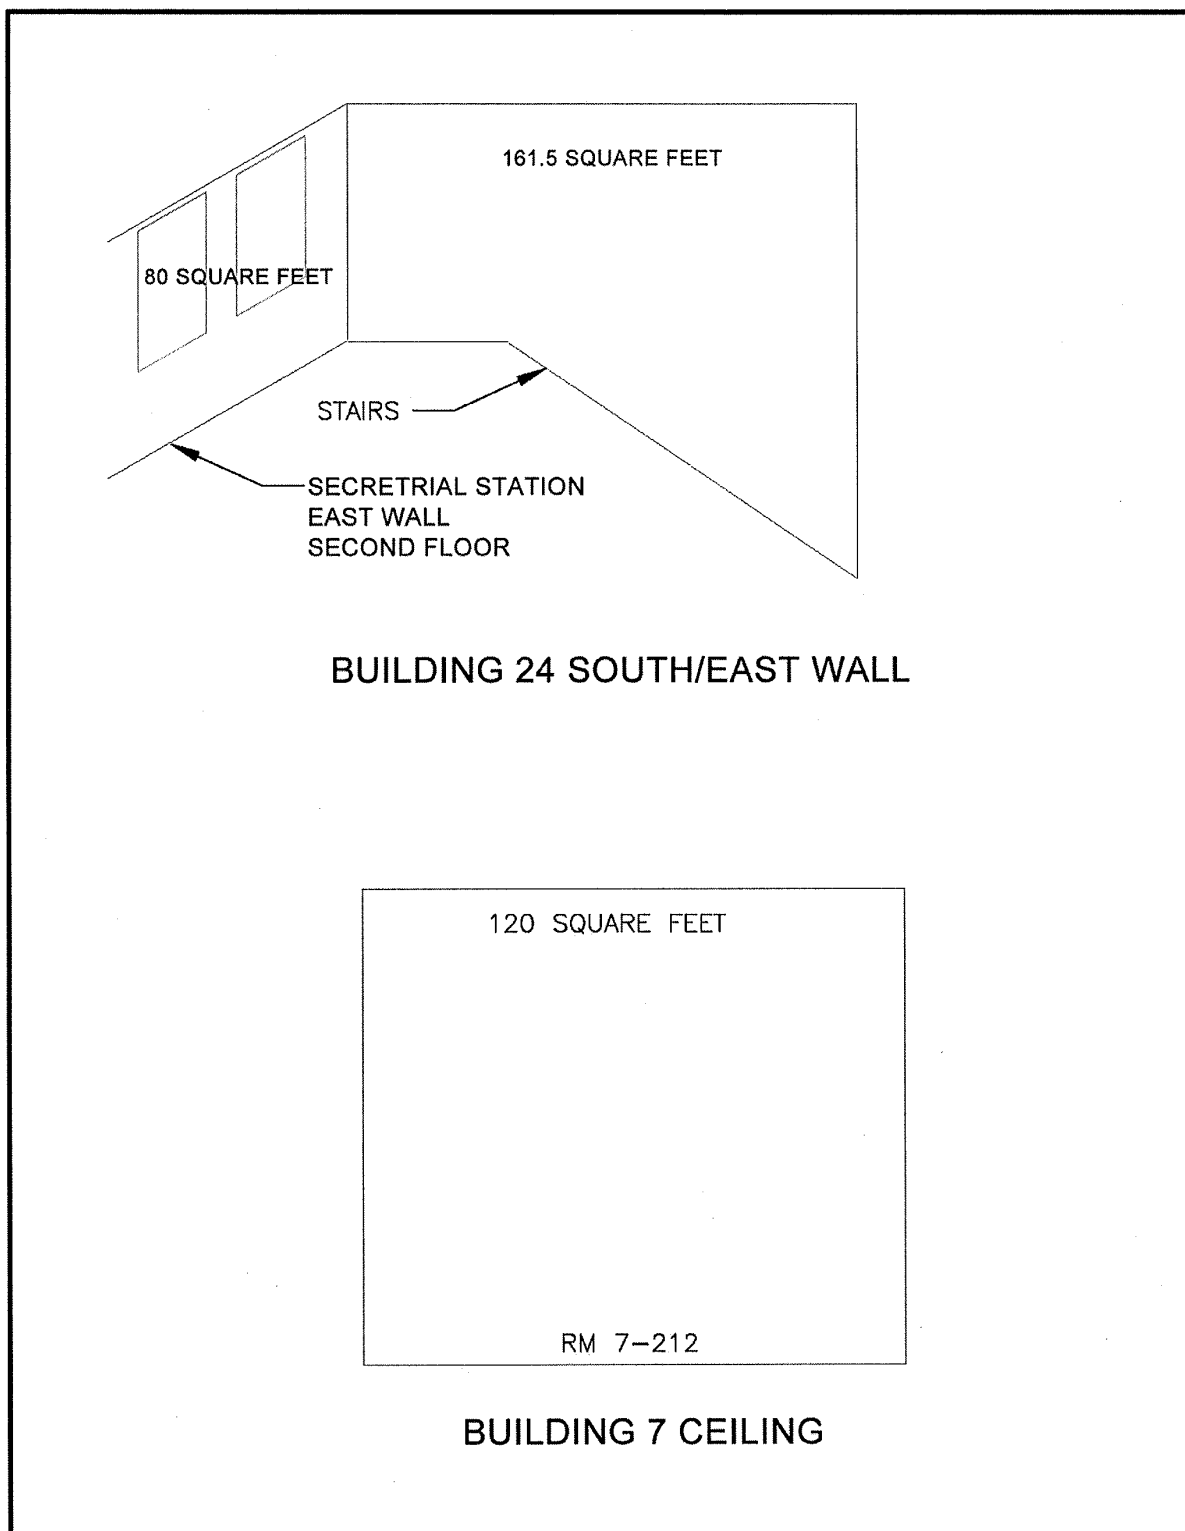 161.5 SQUARE FEET
80 SQUARE FEET
STAIRS
SECRETRIAL STATION
EAST WALL
SECOND FLOOR
BUILDING 24 SOUTH/EAST WALL
120 SQUARE FEET
RM 7-212
BUILDING 7 CEILING